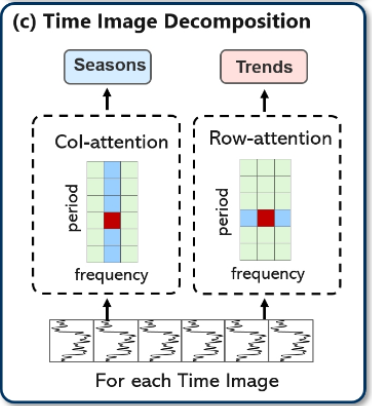 (c) Time Image Decomposition
Seasons
Trends
Col-attention
Row-attention
period
period
frequency
frequency
For each Time Image